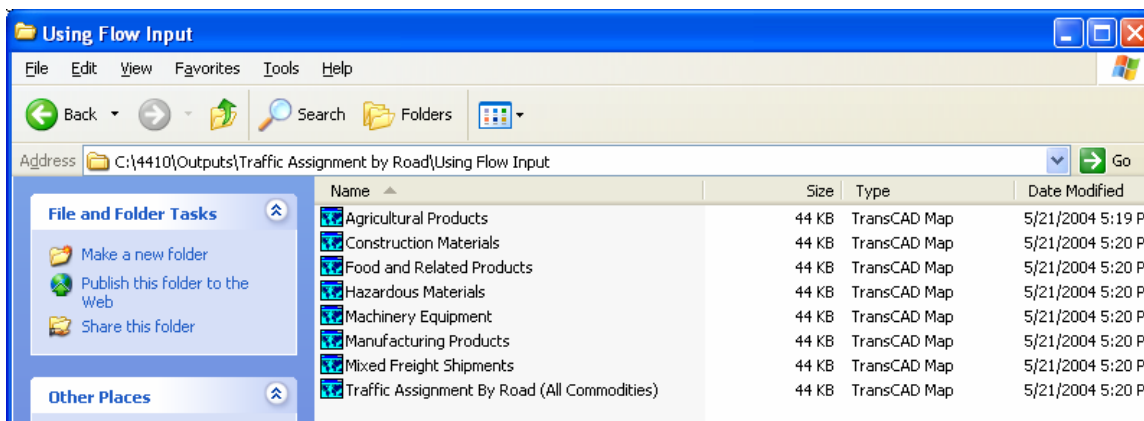 Using Flow Input
File Edit View Favorites Tools Help
Back Search Folders
Address C:\4410\Outputs\Traffic Assignment by Road\Using Flow Input Go
Name Size Type Date Modified
File and Folder Tasks
Make a new folder
Publish this folder to the
Web
Share this folder
Other Places
Agricultural Products 44 KB TransCAD Map 5/21/2004 5:19 P
Construction Materials 44 KB TransCAD Map 5/21/2004 5:20 P
Food and Related Products 44 KB TransCAD Map 5/21/2004 5:20 P
Hazardous Materials 44 KB TransCAD Map 5/21/2004 5:20 P
Machinery Equipment 44 KB TransCAD Map 5/21/2004 5:20 P
Manufacturing Products 44 KB TransCAD Map 5/21/2004 5:20 P
Mixed Freight Shipments 44 KB TransCAD Map 5/21/2004 5:20 P
Traffic Assignment By Road (All Commodities) 44 KB TransCAD Map 5/21/2004 5:20 P